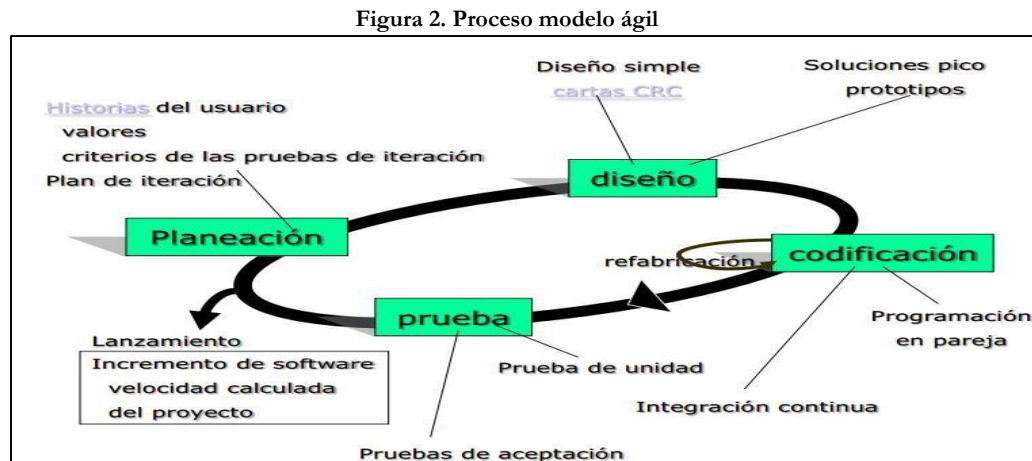 Figura 2. Proceso modelo ágil
Diseño simple
cartas CRC
Soluciones pico
prototipos
Historias del usuario
valores
criterios de las pruebas de iteración
Plan de iteración
diseño
Planeación
refabricación
codificación
prueba
Programación
en pareja
Lanzamiento
Incremento de software
velocidad calculada
del proyecto
Prueba de unidad
Integración continua
Pruebas de aceptación